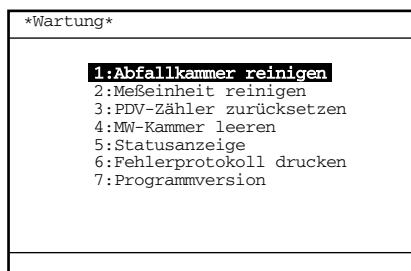 *Wartung*
1:Abfallkammer reinigen
2:Meßeinheit reinigen
3:PDV-Zähler zurücksetzen
4:MW-Kammer leeren
5:Statusanzeige
6:Fehlerprotokoll drucken
7:Programmversion